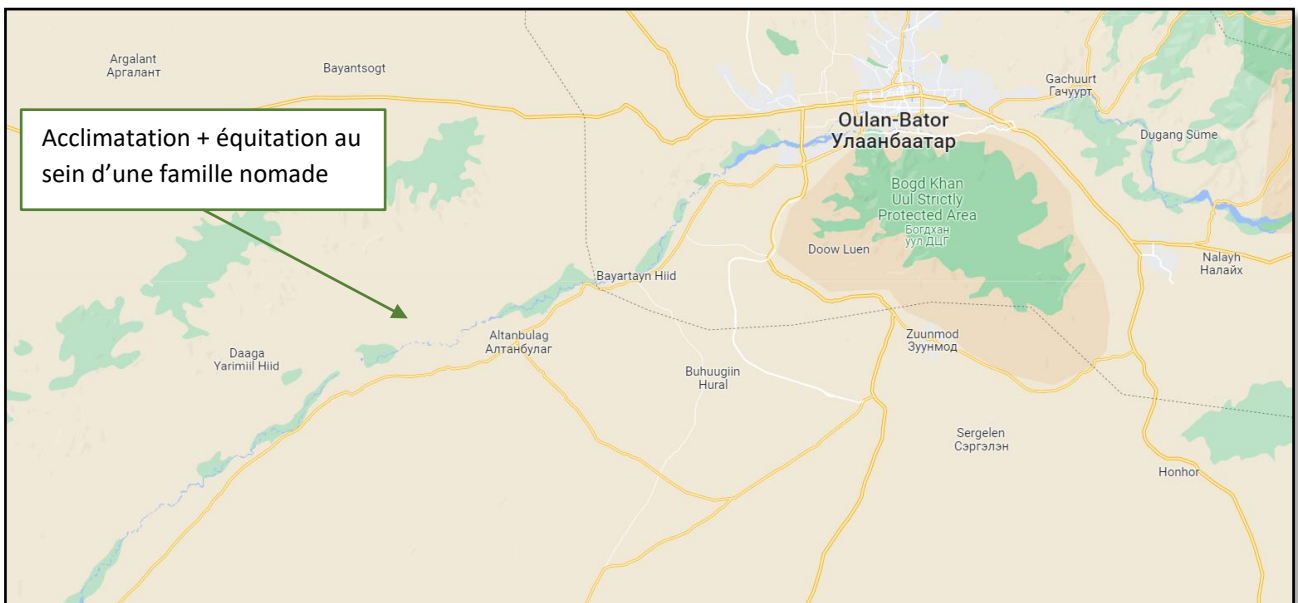 Argalant
Аргалант
Bayantsogt
Gachuurt
Гачуурт
Acclimatation + équitation au
sein d’une famille nomade
Oulan-Bator
Улаанбаатар
Dugang Süme
Bogd Khan
Uul Strictly
Protected Area
Богдхан
уул ДЦГ
Doow Luen
Nalayh
Налайх
Bayartayn Hiid
Altanbulag
Алтанбулаг
Zuunmod
Зуунмод
Daaga
Yarimiil Hiid
Buhuugiin
Hural
Sergelen
Сэргэлэн
Honhor